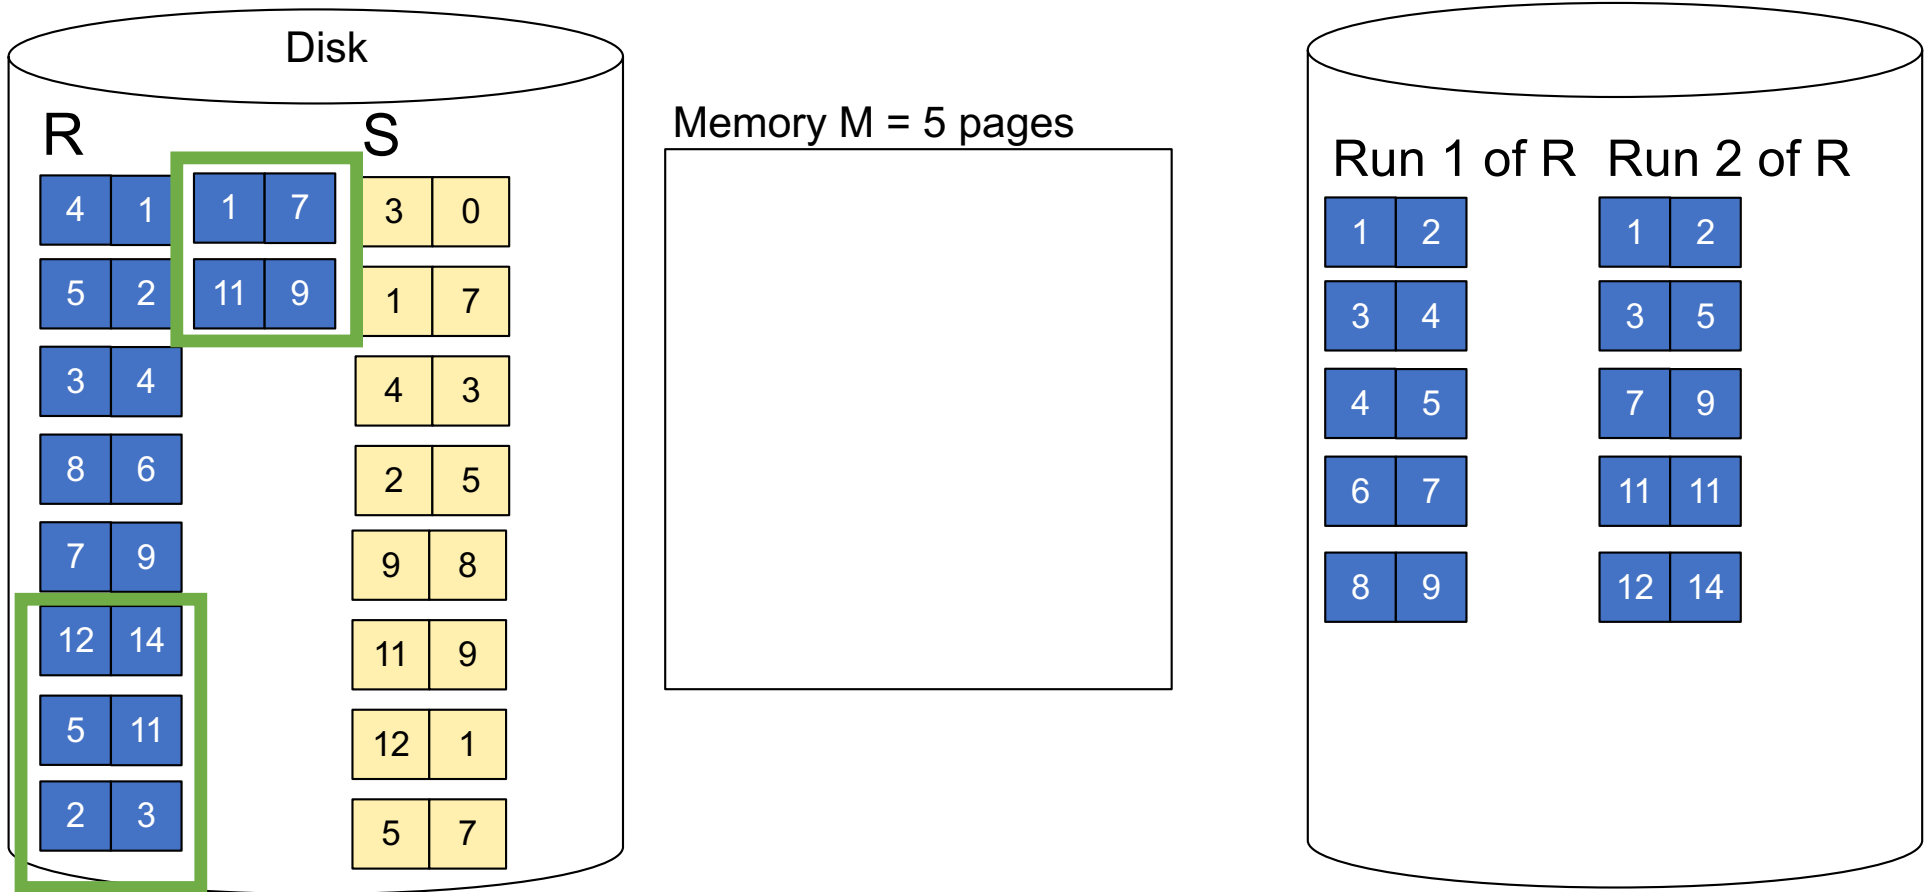 Disk
Memory M = 5 pages
R S
Run 1 of R Run 2 of R
4 1 1 7 3 0
1 2 1 2
5 2 11 9 1 7
3 4 3 5
3 4 4 3
4 5 7 9
8 6 2 5
6 7 11 11
7 9 9 8
8 9 12 14
12 14 11 9
5 11 12 1
2 3 5 7